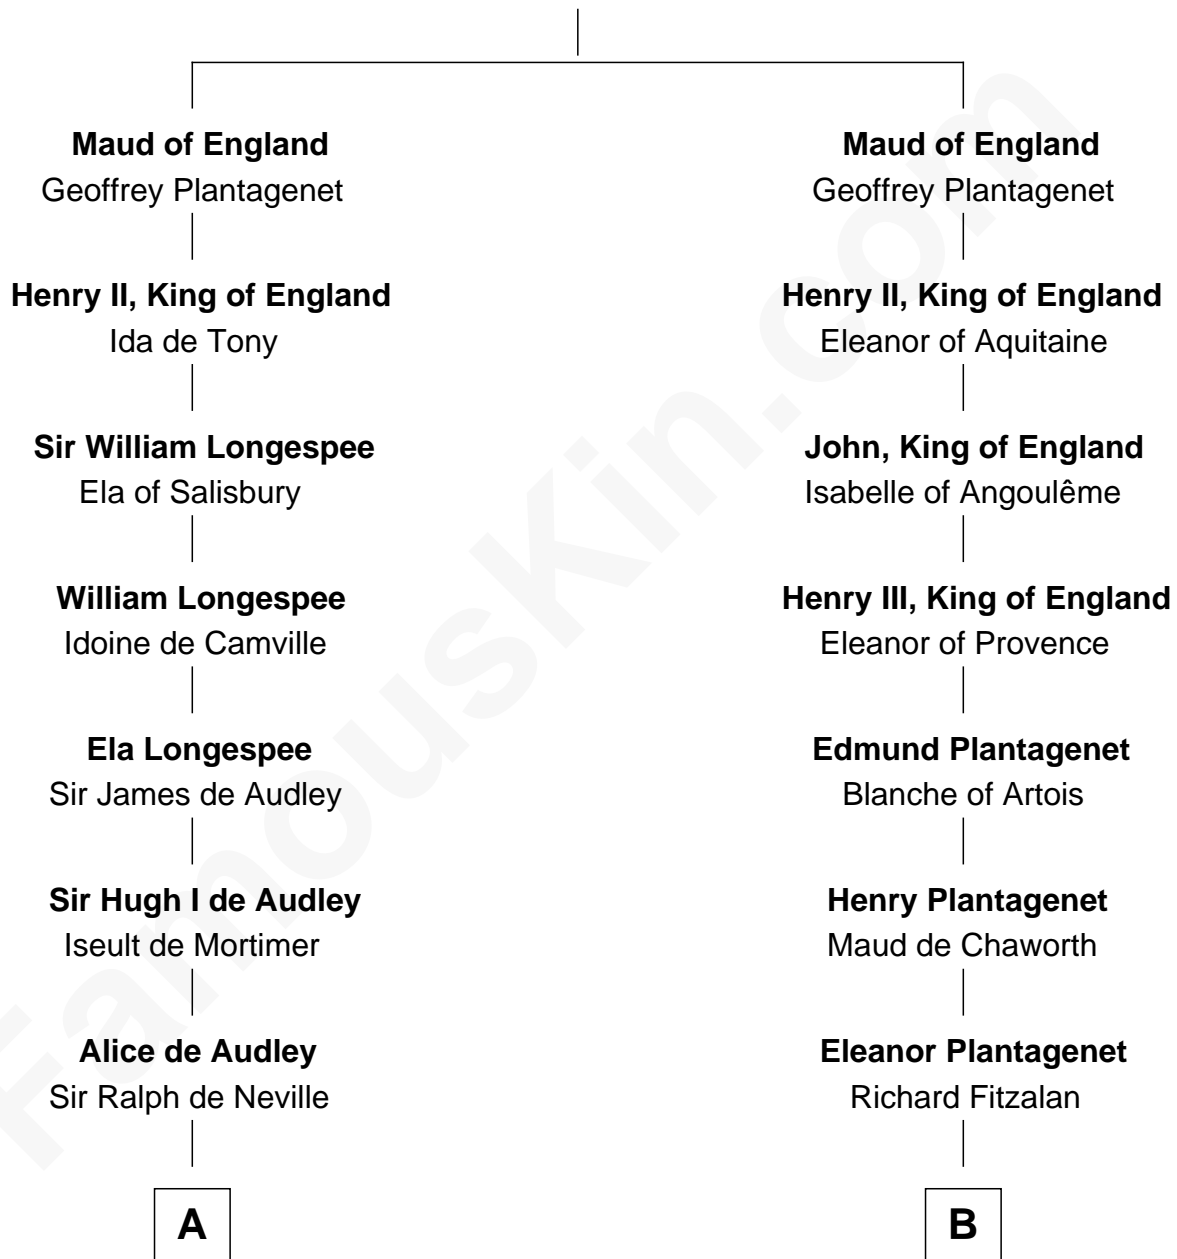 Maud of England
Geoffrey Plantagenet
Henry II, King of England
Ida de Tony
Sir William Longespee
Ela of Salisbury
William Longespee
Idoine de Camville
Ela Longespee
Sir James de Audley
Sir Hugh I de Audley
Iseult de Mortimer
Alice de Audley
Sir Ralph de Neville
A
Maud of England
Geoffrey Plantagenet
Henry II, King of England
Eleanor of Aquitaine
John, King of England
Isabelle of Angoulême
Henry III, King of England
Eleanor of Provence
Edmund Plantagenet
Blanche of Artois
Henry Plantagenet
Maud de Chaworth
Eleanor Plantagenet
Richard Fitzalan
B
FamousKin.com